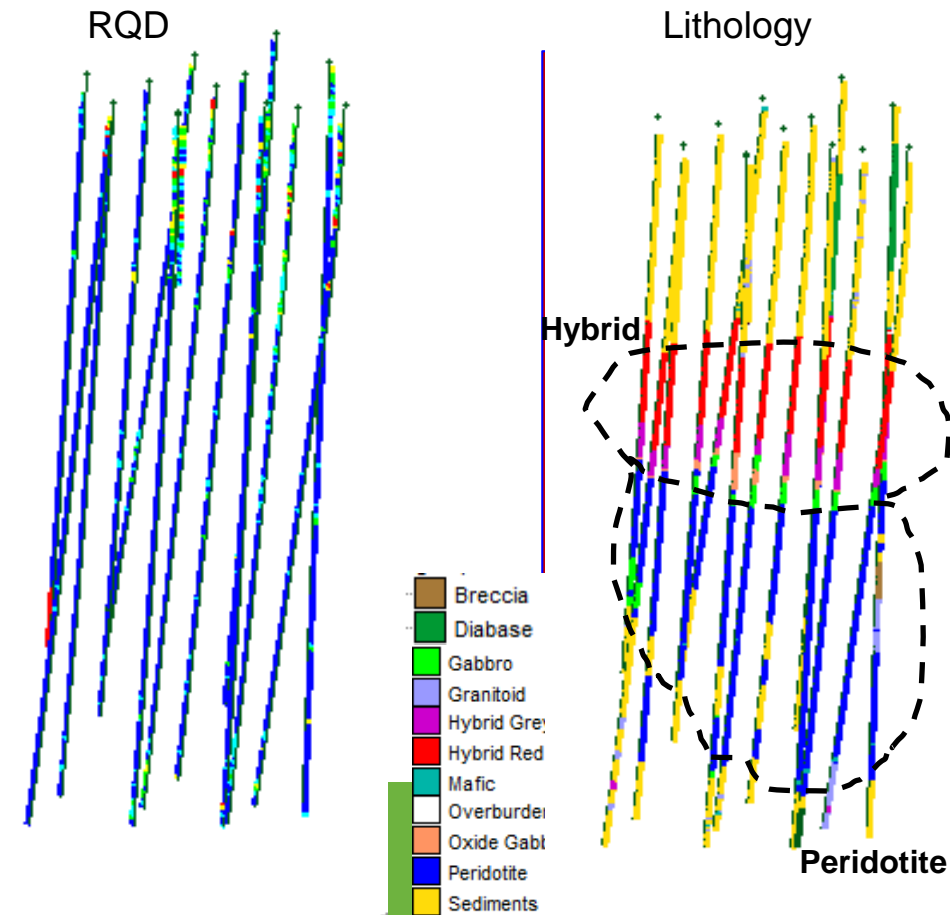 RQD
Lithology
Hybrid
Breccia
Diabase
Gabbro
Granitoid
Hybrid Grey
Hybrid Red
Mafic
Overburden
Oxide Gabb
Peridotite
Sediments
Peridotite